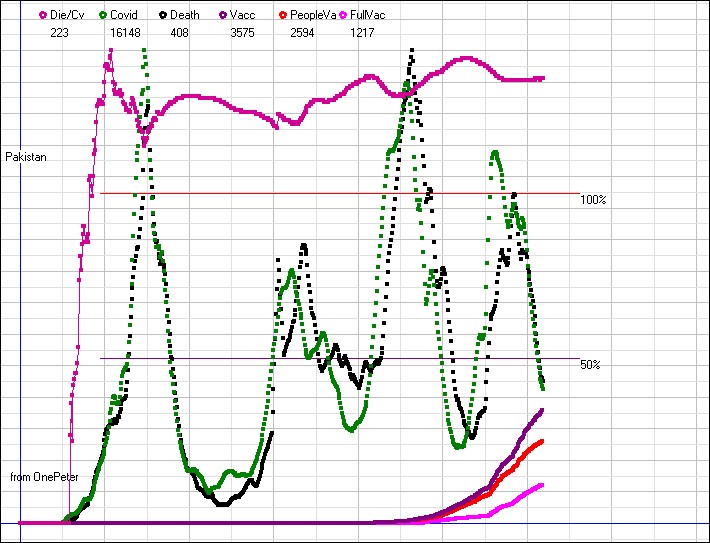 Die/Cv Covid Death Vacc PeopleVa FullVac
223 16148 408 3575 2594 1217
Pakistan
100%
50%
from OnePeter